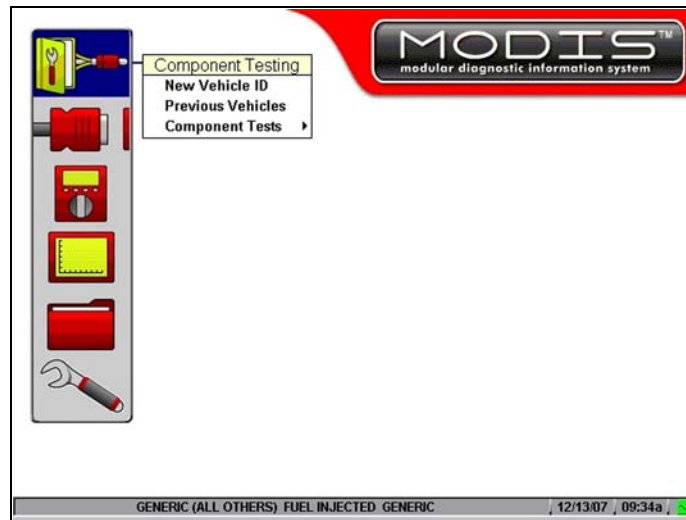 MODIS™
modular diagnostic information system
Component Testing
New Vehicle ID
Previous Vehicles
Component Tests
GENERIC (ALL OTHERS) FUEL INJECTED GENERIC 12/13/07 09:34a